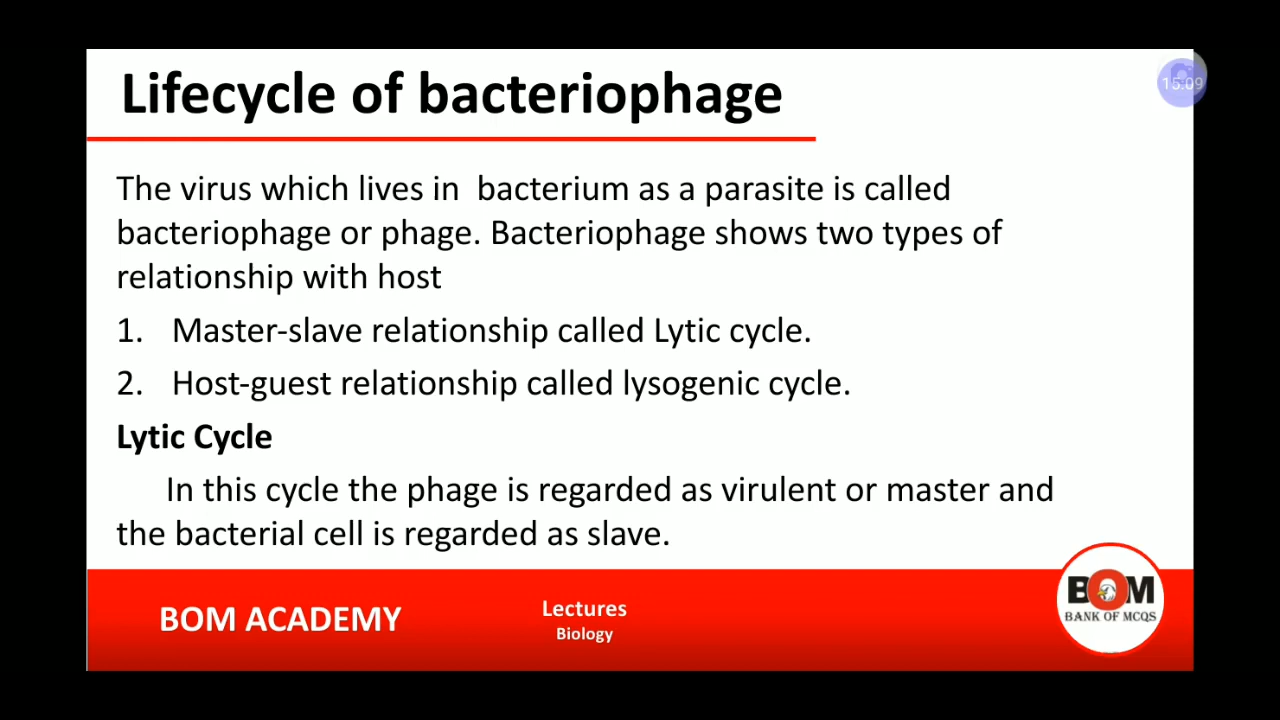 Lifecycle of bacteriophage
15:09
The virus which lives in bacterium as a parasite is called
bacteriophage or phage. Bacteriophage shows two types of
relationship with host
1. Master-slave relationship called Lytic cycle.
2. Host-guest relationship called lysogenic cycle.
Lytic Cycle
In this cycle the phage is regarded as virulent or master and
the bacterial cell is regarded as slave.
BOM ACADEMY
Lectures
Biology
BOM
BANK OF MCQS